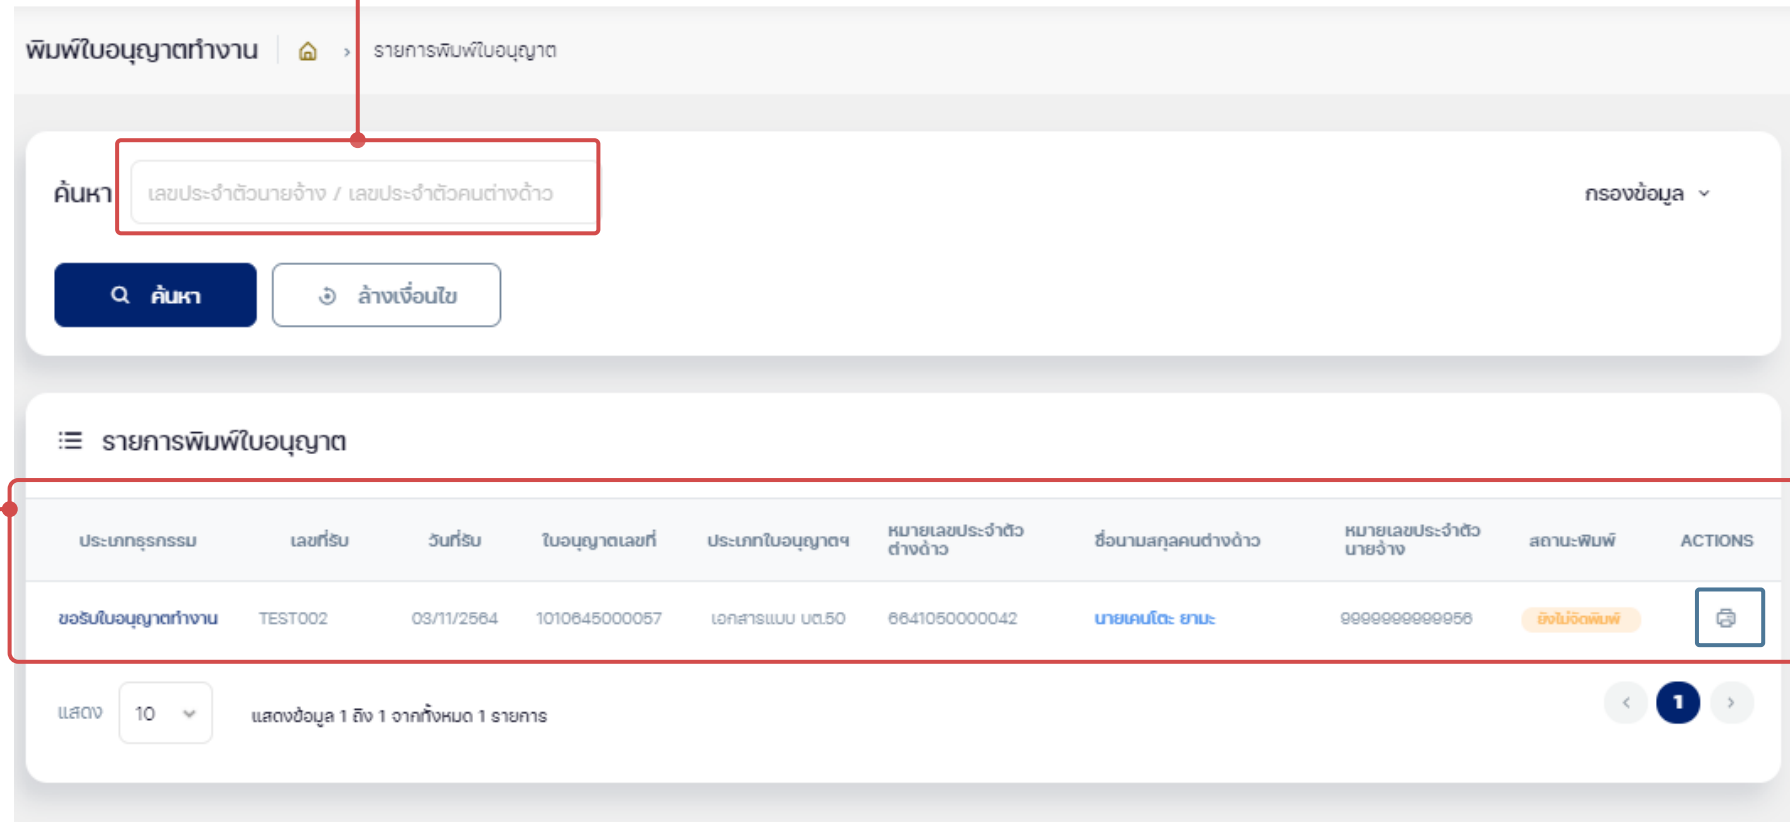 พิมพ์ใบอนุญาตทำงาน > รายการพิมพ์ใบอนุญาต
ค้นหา เลขประจำตัวนายจ้าง / เลขประจำตัวคนต่างด้าว กรองข้อมูล
ค้นหา ล้างเงื่อนไข
รายการพิมพ์ใบอนุญาต
ประเภทธุรกรรม เลขที่รับ วันที่รับ ใบอนุญาตเลขที่ ประเภทใบอนุญาตฯ หมายเลขประจำตัวต่างด้าว ชื่อนามสกุลคนต่างด้าว หมายเลขประจำตัวนายจ้าง สถานะพิมพ์ ACTIONS
ขอรับใบอนุญาตทำงาน TEST002 03/11/2564 1010645000057 เอกสารแบบ บต.50 6641050000042 นายเคนโตะ ยามะ 9999999999956 ยังไม่จัดพิมพ์
แสดง 10 แสดงข้อมูล 1 ถึง 1 จากทั้งหมด 1 รายการ < 1 >